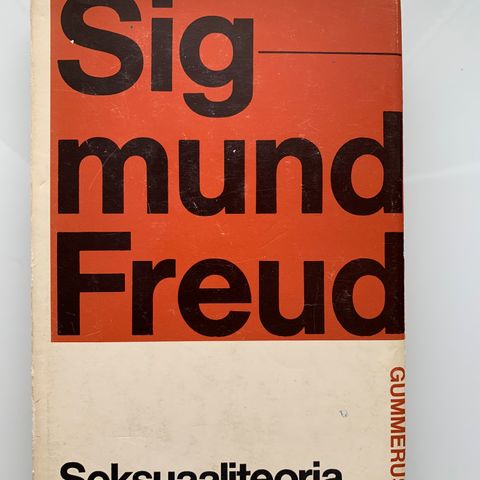 Sig
mund
Freud
GUMMERUS
Seksuaaliteoria